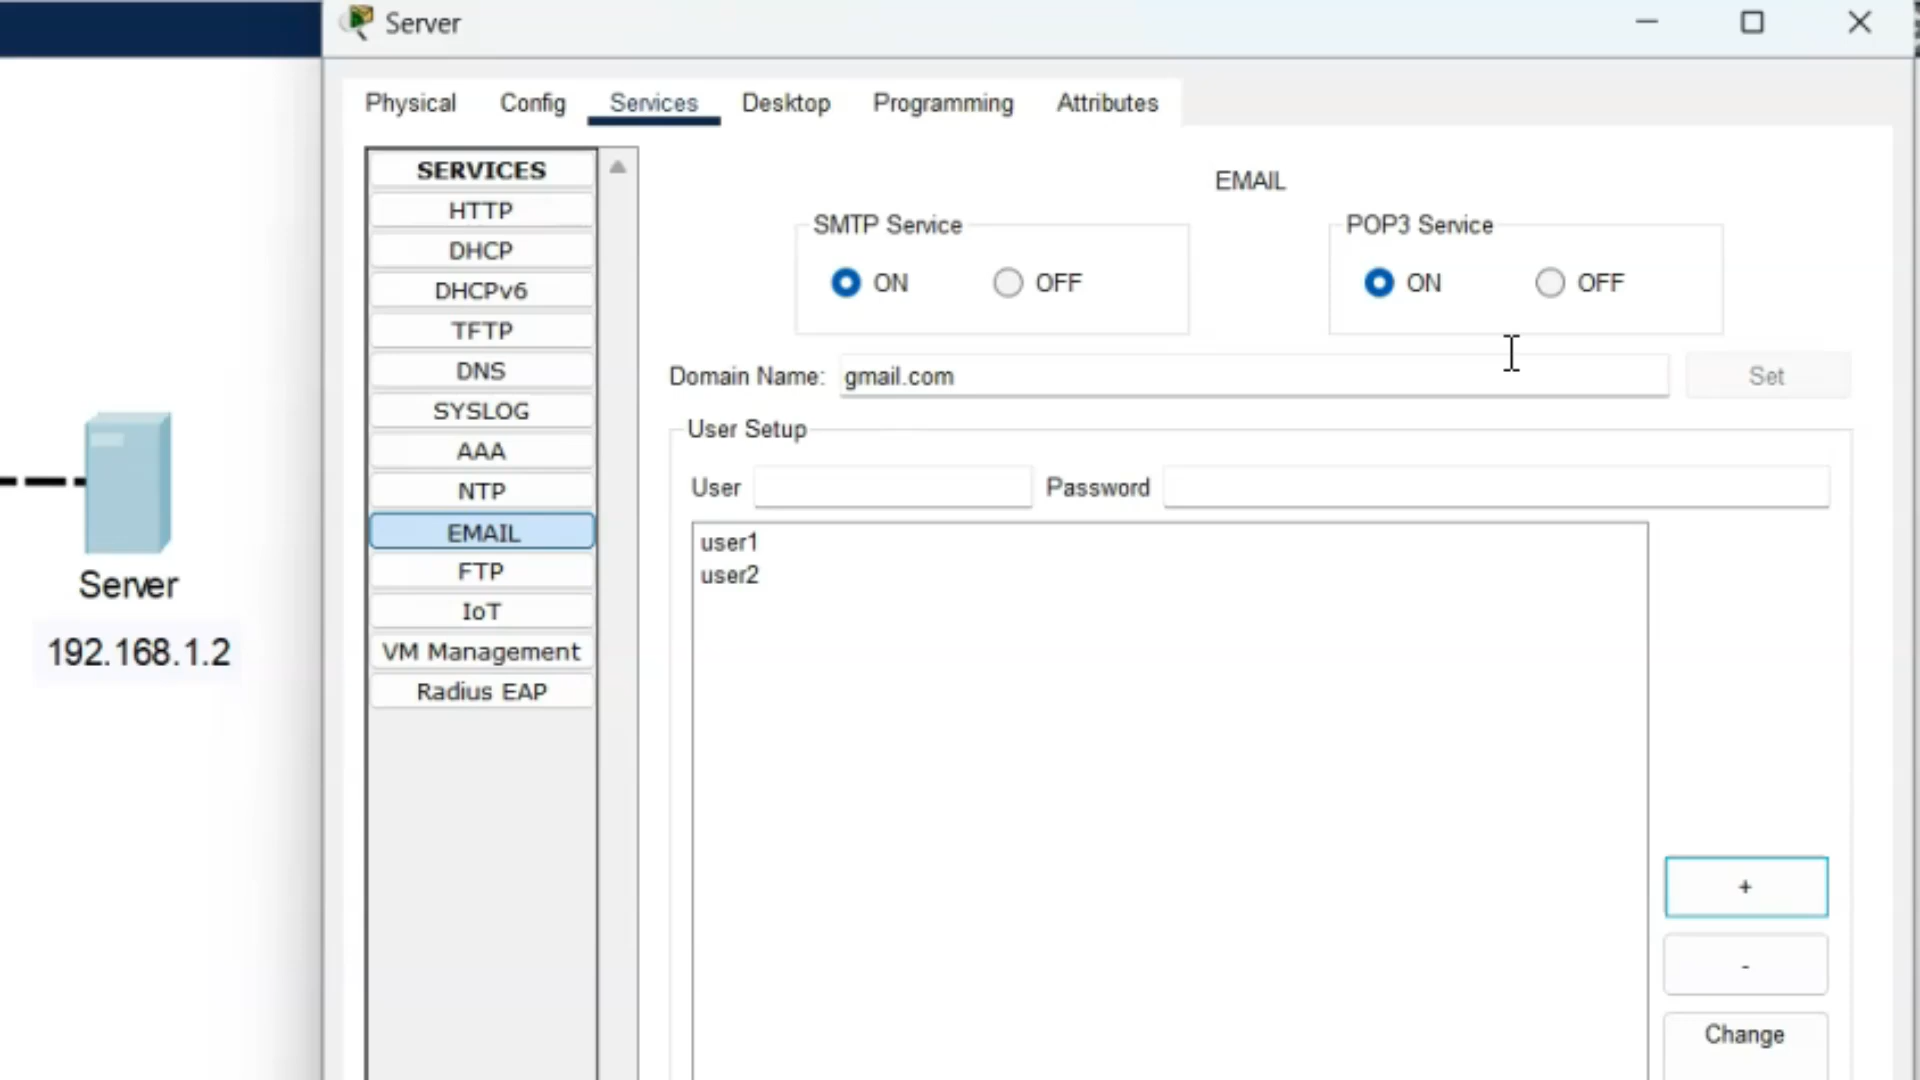 Server
Physical Config Services Desktop Programming Attributes
SERVICES
HTTP
DHCP
DHCPv6
TFTP
DNS
SYSLOG
AAA
NTP
EMAIL
FTP
IoT
VM Management
Radius EAP
EMAIL
SMTP Service
ON OFF
POP3 Service
ON OFF
Domain Name: gmail.com Set
User Setup
User Password
user1
user2
+
-
Change
Server
192.168.1.2